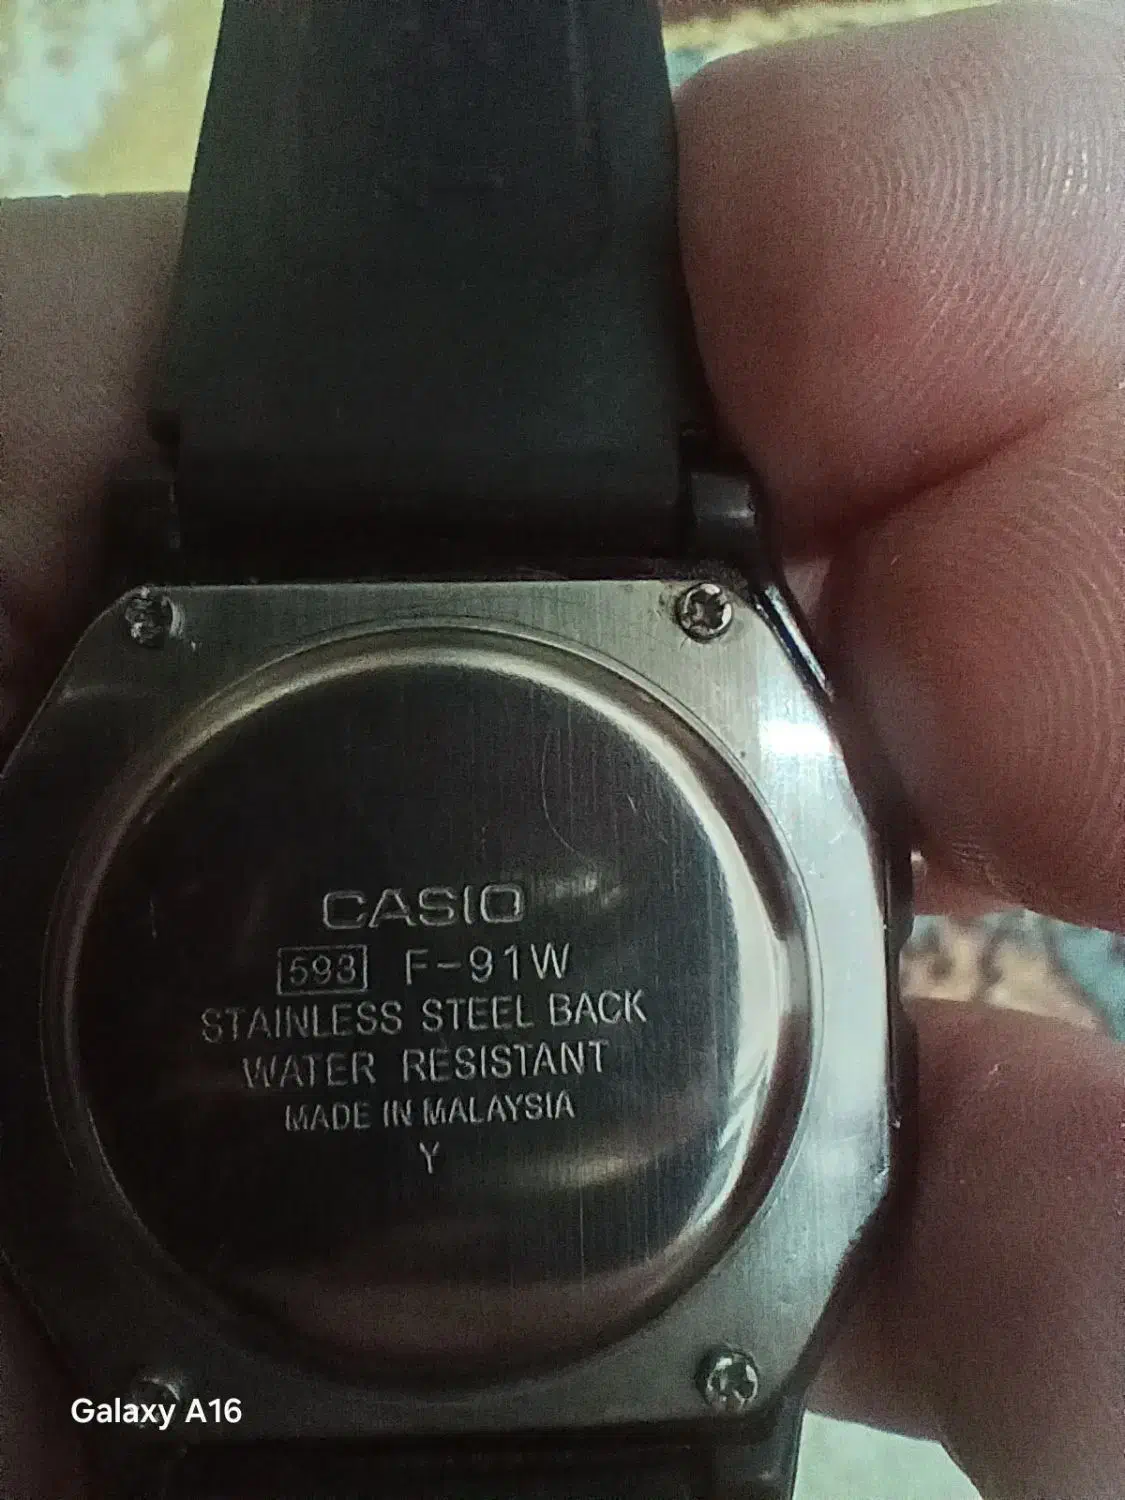 CASIO
593 F-91W
STAINLESS STEEL BACK
WATER RESISTANT
MADE IN MALAYSIA
Y
Galaxy A16